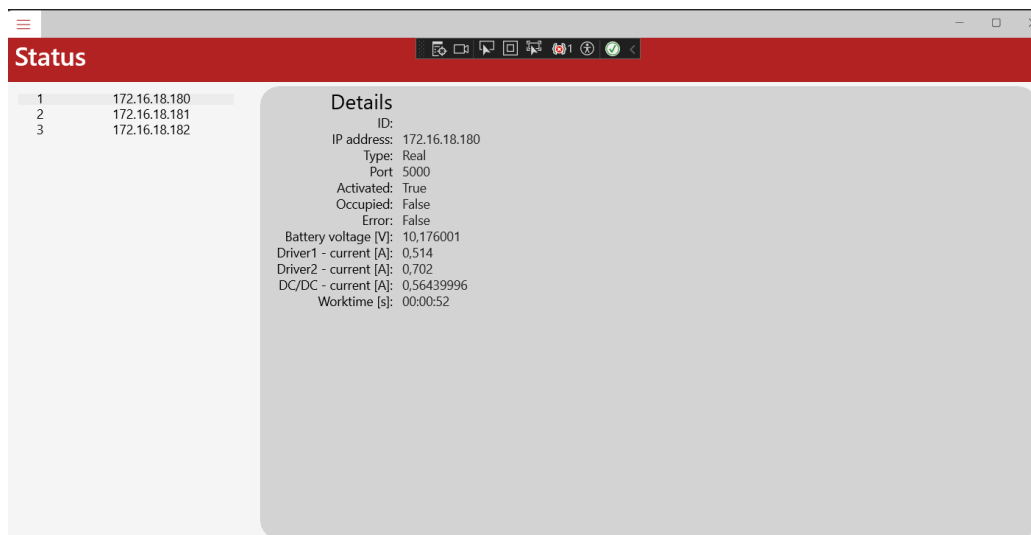 Status
1
1 172.16.18.180
2 172.16.18.181
3 172.16.18.182
Details
ID:
IP address: 172.16.18.180
Type: Real
Port 5000
Activated: True
Occupied: False
Error: False
Battery voltage [V]: 10,176001
Driver1 - current [A]: 0,514
Driver2 - current [A]: 0,702
DC/DC - current [A]: 0,56439996
Worktime [s]: 00:00:52